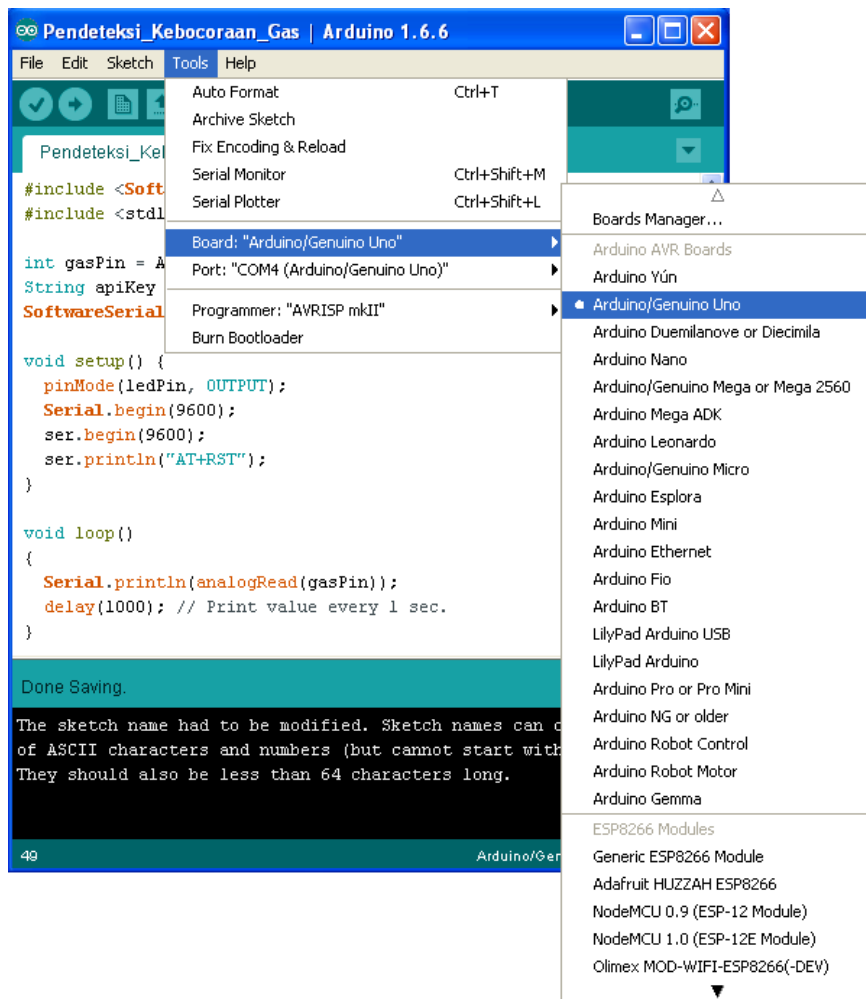 Pendeteksi_Kebocoraan_Gas | Arduino 1.6.6
File Edit Sketch Tools Help
Auto Format Ctrl+T
Archive Sketch
Fix Encoding & Reload
Serial Monitor Ctrl+Shift+M
Serial Plotter Ctrl+Shift+L
Board: "Arduino/Genuino Uno"
Port: "COM4 (Arduino/Genuino Uno)"
Programmer: "AVRISP mkII"
Burn Bootloader
Pendeteksi_Kel
#include <Soft
#include <stdl
int gasPin = A
String apiKey
SoftwareSerial
void setup() {
pinMode(ledPin, OUTPUT);
Serial.begin(9600);
ser.begin(9600);
ser.println("AT+RST");
}
void loop()
{
Serial.println(analogRead(gasPin));
delay(1000); // Print value every 1 sec.
}
Done Saving.
The sketch name had to be modified. Sketch names can c
of ASCII characters and numbers (but cannot start with
They should also be less than 64 characters long.
49 Arduino/Ger
Boards Manager...
Arduino AVR Boards
Arduino Yún
Arduino/Genuino Uno
Arduino Duemilanove or Diecimila
Arduino Nano
Arduino/Genuino Mega or Mega 2560
Arduino Mega ADK
Arduino Leonardo
Arduino/Genuino Micro
Arduino Esplora
Arduino Mini
Arduino Ethernet
Arduino Fio
Arduino BT
LilyPad Arduino USB
LilyPad Arduino
Arduino Pro or Pro Mini
Arduino NG or older
Arduino Robot Control
Arduino Robot Motor
Arduino Gemma
ESP8266 Modules
Generic ESP8266 Module
Adafruit HUZZAH ESP8266
NodeMCU 0.9 (ESP-12 Module)
NodeMCU 1.0 (ESP-12E Module)
Olimex MOD-WIFI-ESP8266(-DEV)